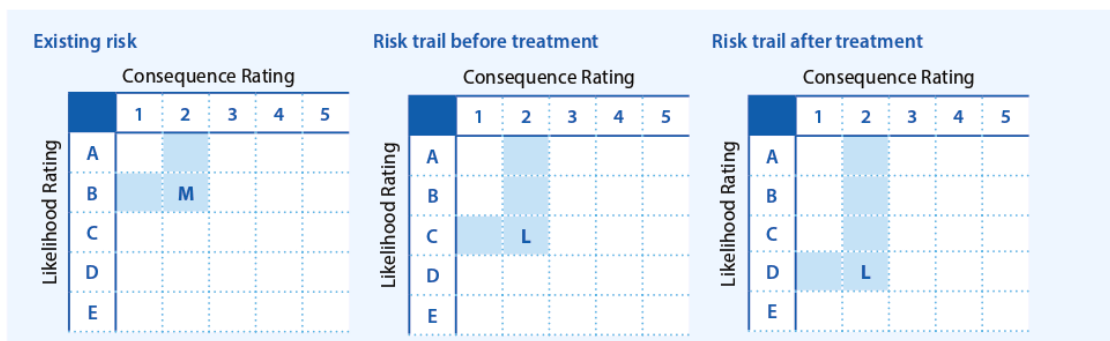 Existing risk
Consequence Rating
Likelihood Rating
1 2 3 4 5
A
B M
C
D
E
Risk trail before treatment
Consequence Rating
Likelihood Rating
1 2 3 4 5
A
B
C L
D
E
Risk trail after treatment
Consequence Rating
Likelihood Rating
1 2 3 4 5
A
B
C
D L
E